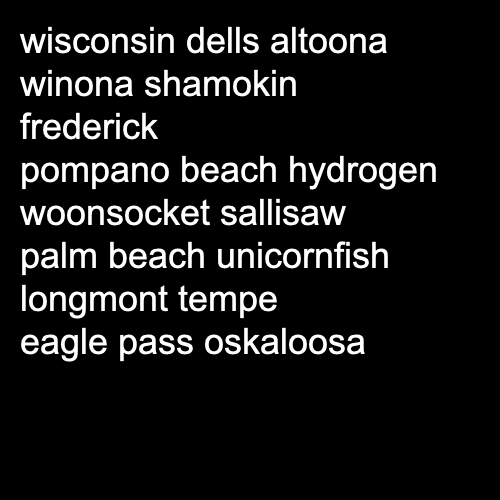 wisconsin dells altoona
winona shamokin
frederick
pompano beach hydrogen
woonsocket sallisaw
palm beach unicornfish
longmont tempe
eagle pass oskaloosa